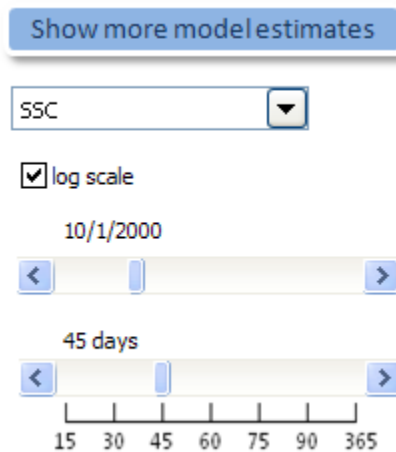 Show more model estimates
SSC
log scale
10/1/2000
45 days
15 30 45 60 75 90 365